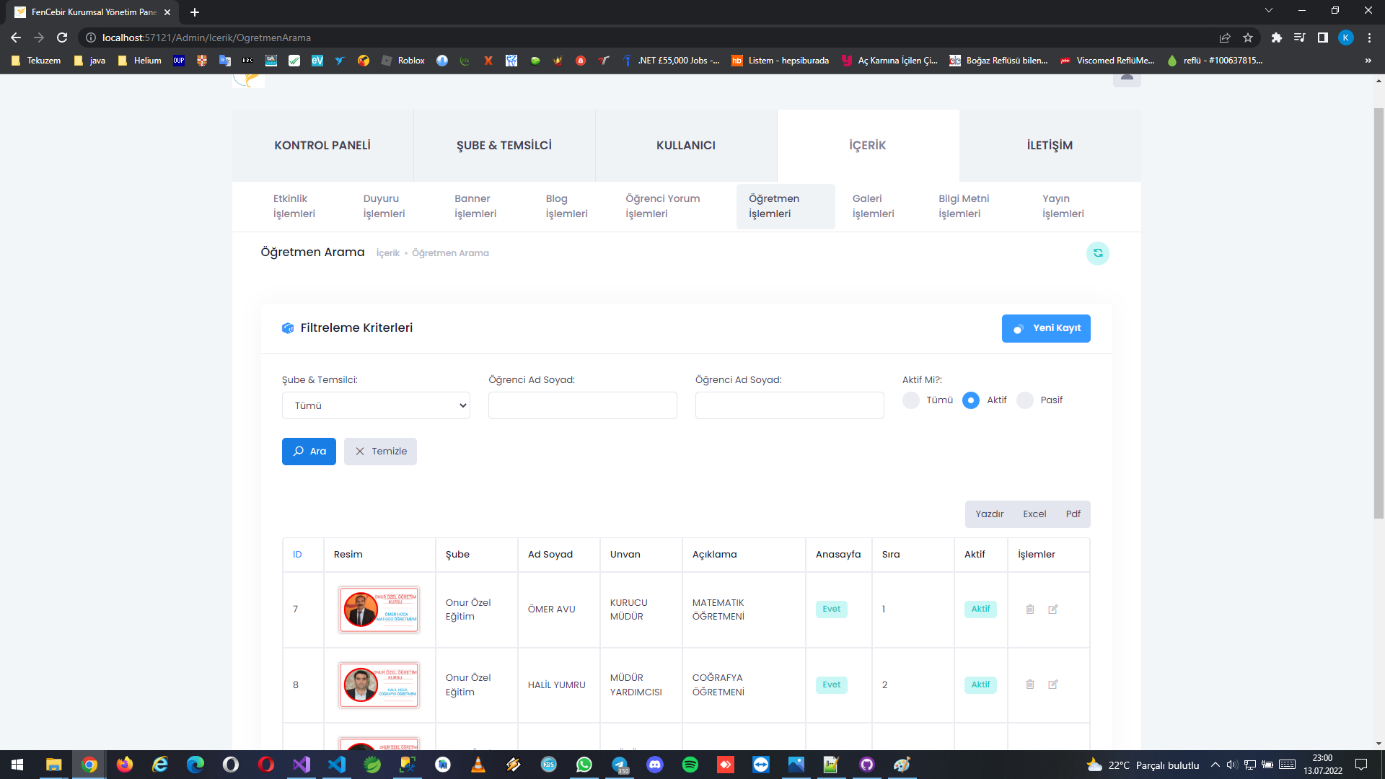 FenCebir Kurumsal Yönetim Pane
localhost:57121/Admin/Icerik/OgretmenArama
Tekuzem
java
Helium
OUP
Roblox
.NET £55,000 Jobs -...
Listem - hepsiburada
Aç Karnına İçilen Çi...
Boğaz Reflüsü bilen...
Viscomed RefluMe...
reflü - #100637815...
KONTROL PANELİ
ŞUBE & TEMSİLCİ
KULLANICI
İÇERİK
İLETİŞİM
Etkinlik İşlemleri
Duyuru İşlemleri
Banner İşlemleri
Blog İşlemleri
Öğrenci Yorum İşlemleri
Öğretmen İşlemleri
Galeri İşlemleri
Bilgi Metni İşlemleri
Yayın İşlemleri
Öğretmen Arama
İçerik • Öğretmen Arama
Filtreleme Kriterleri
Yeni Kayıt
Şube & Temsilci:
Öğrenci Ad Soyad:
Öğrenci Ad Soyad:
Aktif Mi?:
Tümü
Tümü
Aktif
Pasif
Ara
Temizle
Yazdır
Excel
Pdf
ID Resim Şube Ad Soyad Unvan Açıklama Anasayfa Sıra Aktif İşlemler
7
Onur Özel Eğitim
ÖMER AVU
KURUCU MÜDÜR
MATEMATIK ÖĞRETMENİ
Evet
1
Aktif
8
Onur Özel Eğitim
HALİL YUMRU
MÜDÜR YARDIMCISI
COĞRAFYA ÖĞRETMENİ
Evet
2
Aktif
22°C Parçalı bulutlu
23:00
13.07.2022